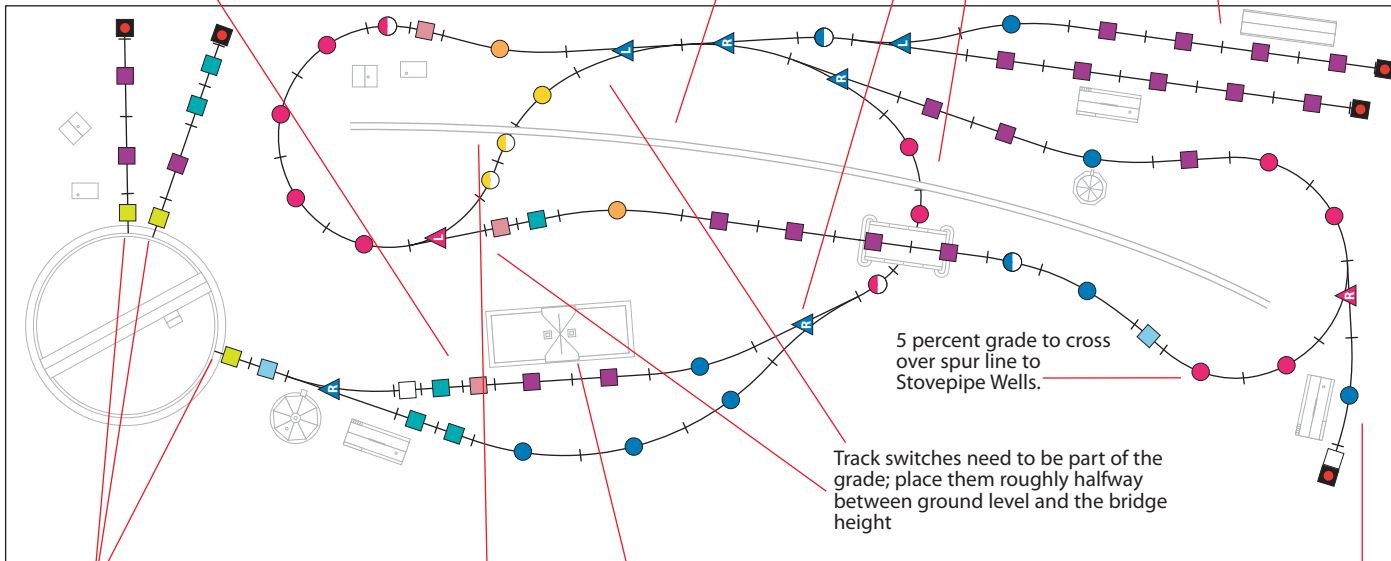 L
R
L
R
L
R
R
R
5 percent grade to cross
over spur line to
Stovepipe Wells.
Track switches need to be part of the
grade; place them roughly halfway
between ground level and the bridge
height